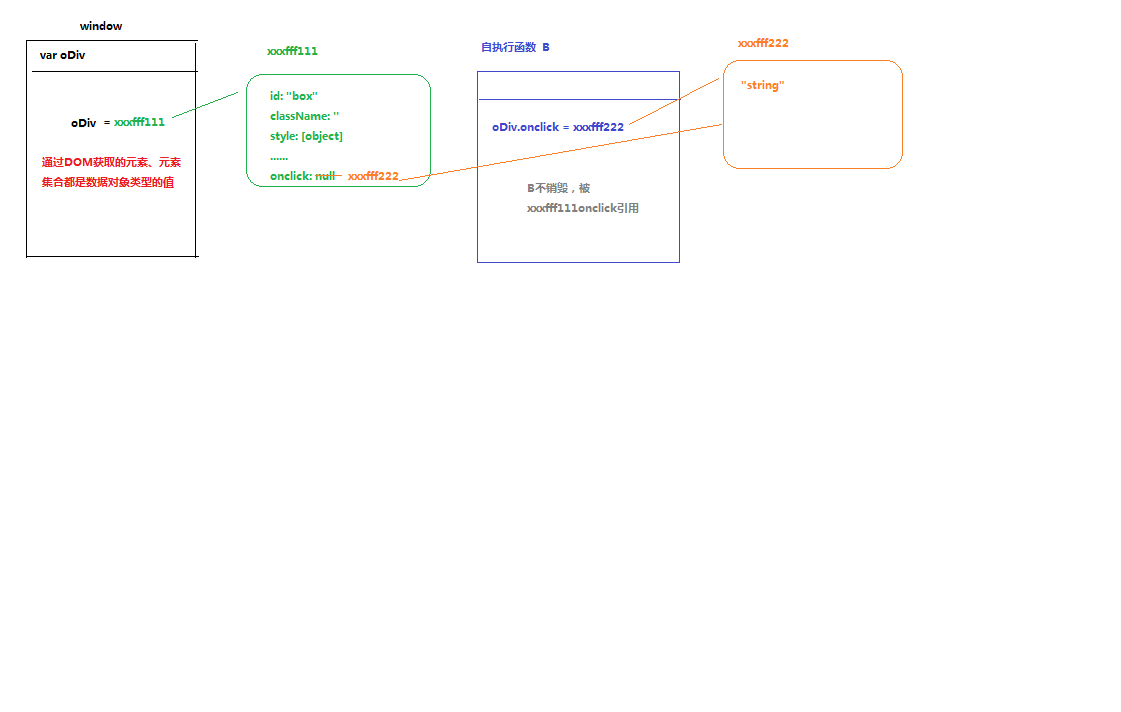 window
var oDiv
oDiv = xxxfff111
通过DOM获取的元素、元素
集合都是数据对象类型的值
xxxfff111
id: "box"
className: ''
style: [object]
......
onclick: null xxxfff222
自执行函数 B
oDiv.onclick = xxxfff222
B不销毁，被
xxxfff111onclick引用
xxxfff222
"string"